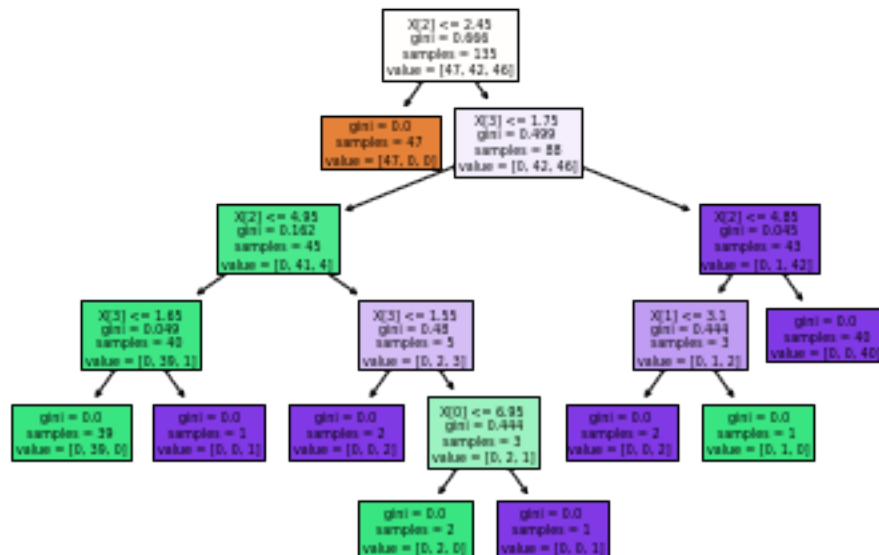 X[2] <= 2.45
gini = 0.666
samples = 135
value = [47, 42, 46]
gini = 0.0
samples = 47
value = [47, 0, 0]
X[3] <= 1.75
gini = 0.499
samples = 88
value = [0, 42, 46]
X[2] <= 4.95
gini = 0.162
samples = 45
value = [0, 41, 4]
X[2] <= 4.85
gini = 0.045
samples = 43
value = [0, 1, 42]
X[3] <= 1.65
gini = 0.049
samples = 40
value = [0, 39, 1]
X[3] <= 1.55
gini = 0.48
samples = 5
value = [0, 2, 3]
X[1] <= 3.1
gini = 0.444
samples = 3
value = [0, 1, 2]
gini = 0.0
samples = 40
value = [0, 0, 40]
gini = 0.0
samples = 39
value = [0, 39, 0]
gini = 0.0
samples = 1
value = [0, 0, 1]
gini = 0.0
samples = 2
value = [0, 0, 2]
X[0] <= 6.95
gini = 0.444
samples = 3
value = [0, 2, 1]
gini = 0.0
samples = 2
value = [0, 0, 2]
gini = 0.0
samples = 1
value = [0, 1, 0]
gini = 0.0
samples = 2
value = [0, 2, 0]
gini = 0.0
samples = 1
value = [0, 0, 1]